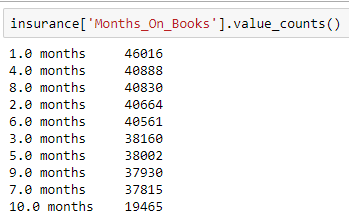 insurance['Months_On_Books'].value_counts()
1.0 months 46016
4.0 months 40888
8.0 months 40830
2.0 months 40664
6.0 months 40561
3.0 months 38160
5.0 months 38002
9.0 months 37930
7.0 months 37815
10.0 months 19465